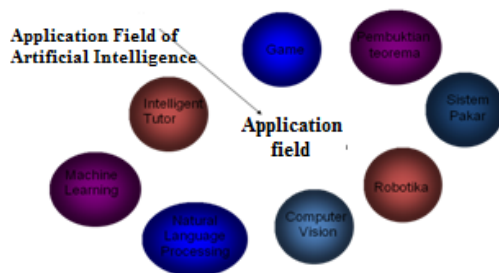 Application Field of
Artificial Intelligence
Game
Pembuktian
teorema
Intelligent
Tutor
Sistem
Pakar
Application
field
Machine
Learning
Robotika
Natural
Language
Processing
Computer
Vision